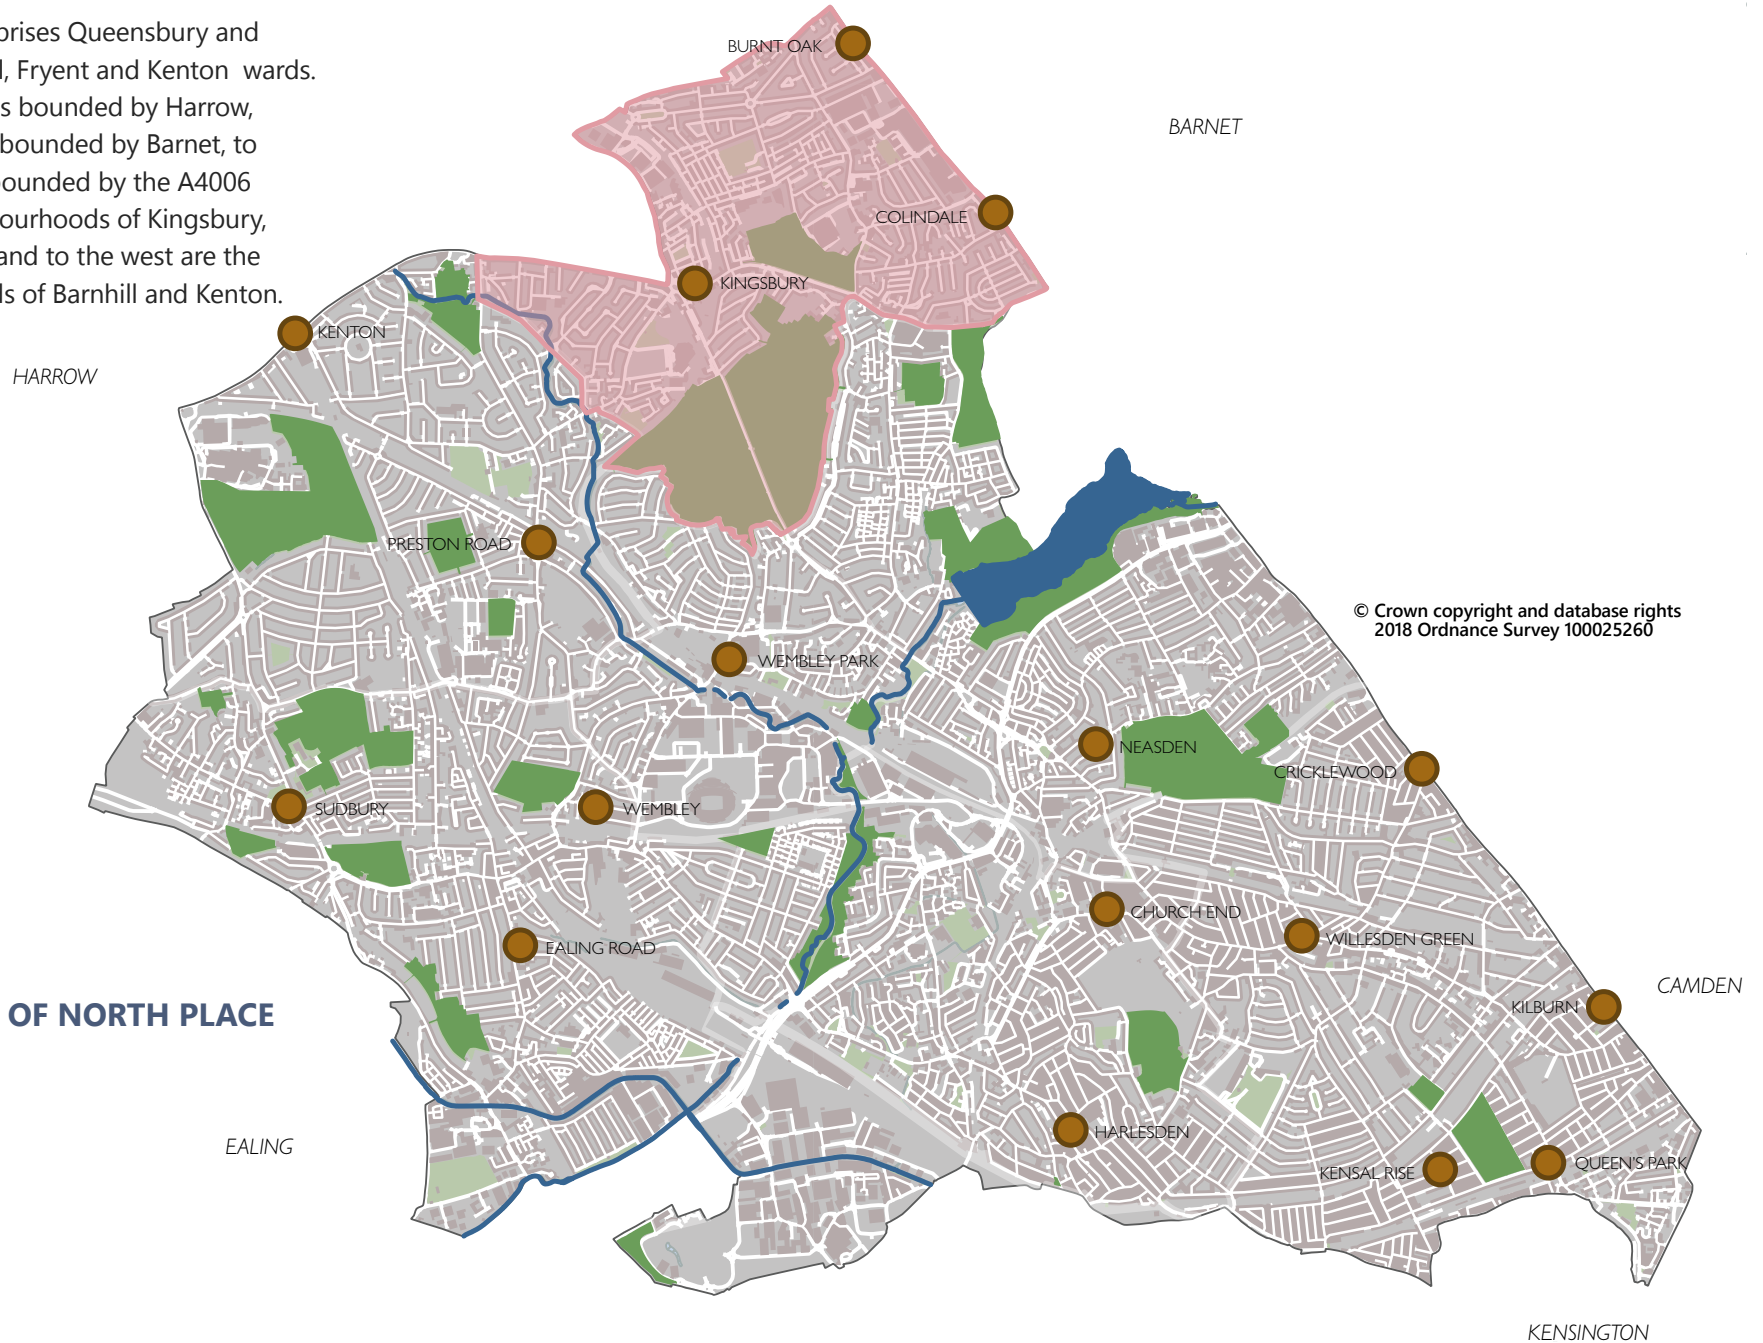 prises Queensbury and
l, Fryent and Kenton wards.
s bounded by Harrow,
bounded by Barnet, to
ounded by the A4006
ourhoods of Kingsbury,
and to the west are the
ls of Barnhill and Kenton.
BURNT OAK
BARNET
COLINDALE
KINGSBURY
KENTON
HARROW
PRESTON ROAD
© Crown copyright and database rights
2018 Ordnance Survey 100025260
WEMBLEY PARK
NEASDEN
CRICKLEWOOD
SUDBURY
WEMBLEY
CHURCH END
WILLESDEN GREEN
EALING ROAD
CAMDEN
KILBURN
OF NORTH PLACE
HARLESDEN
EALING
KENSAL RISE
QUEEN'S PARK
KENSINGTON